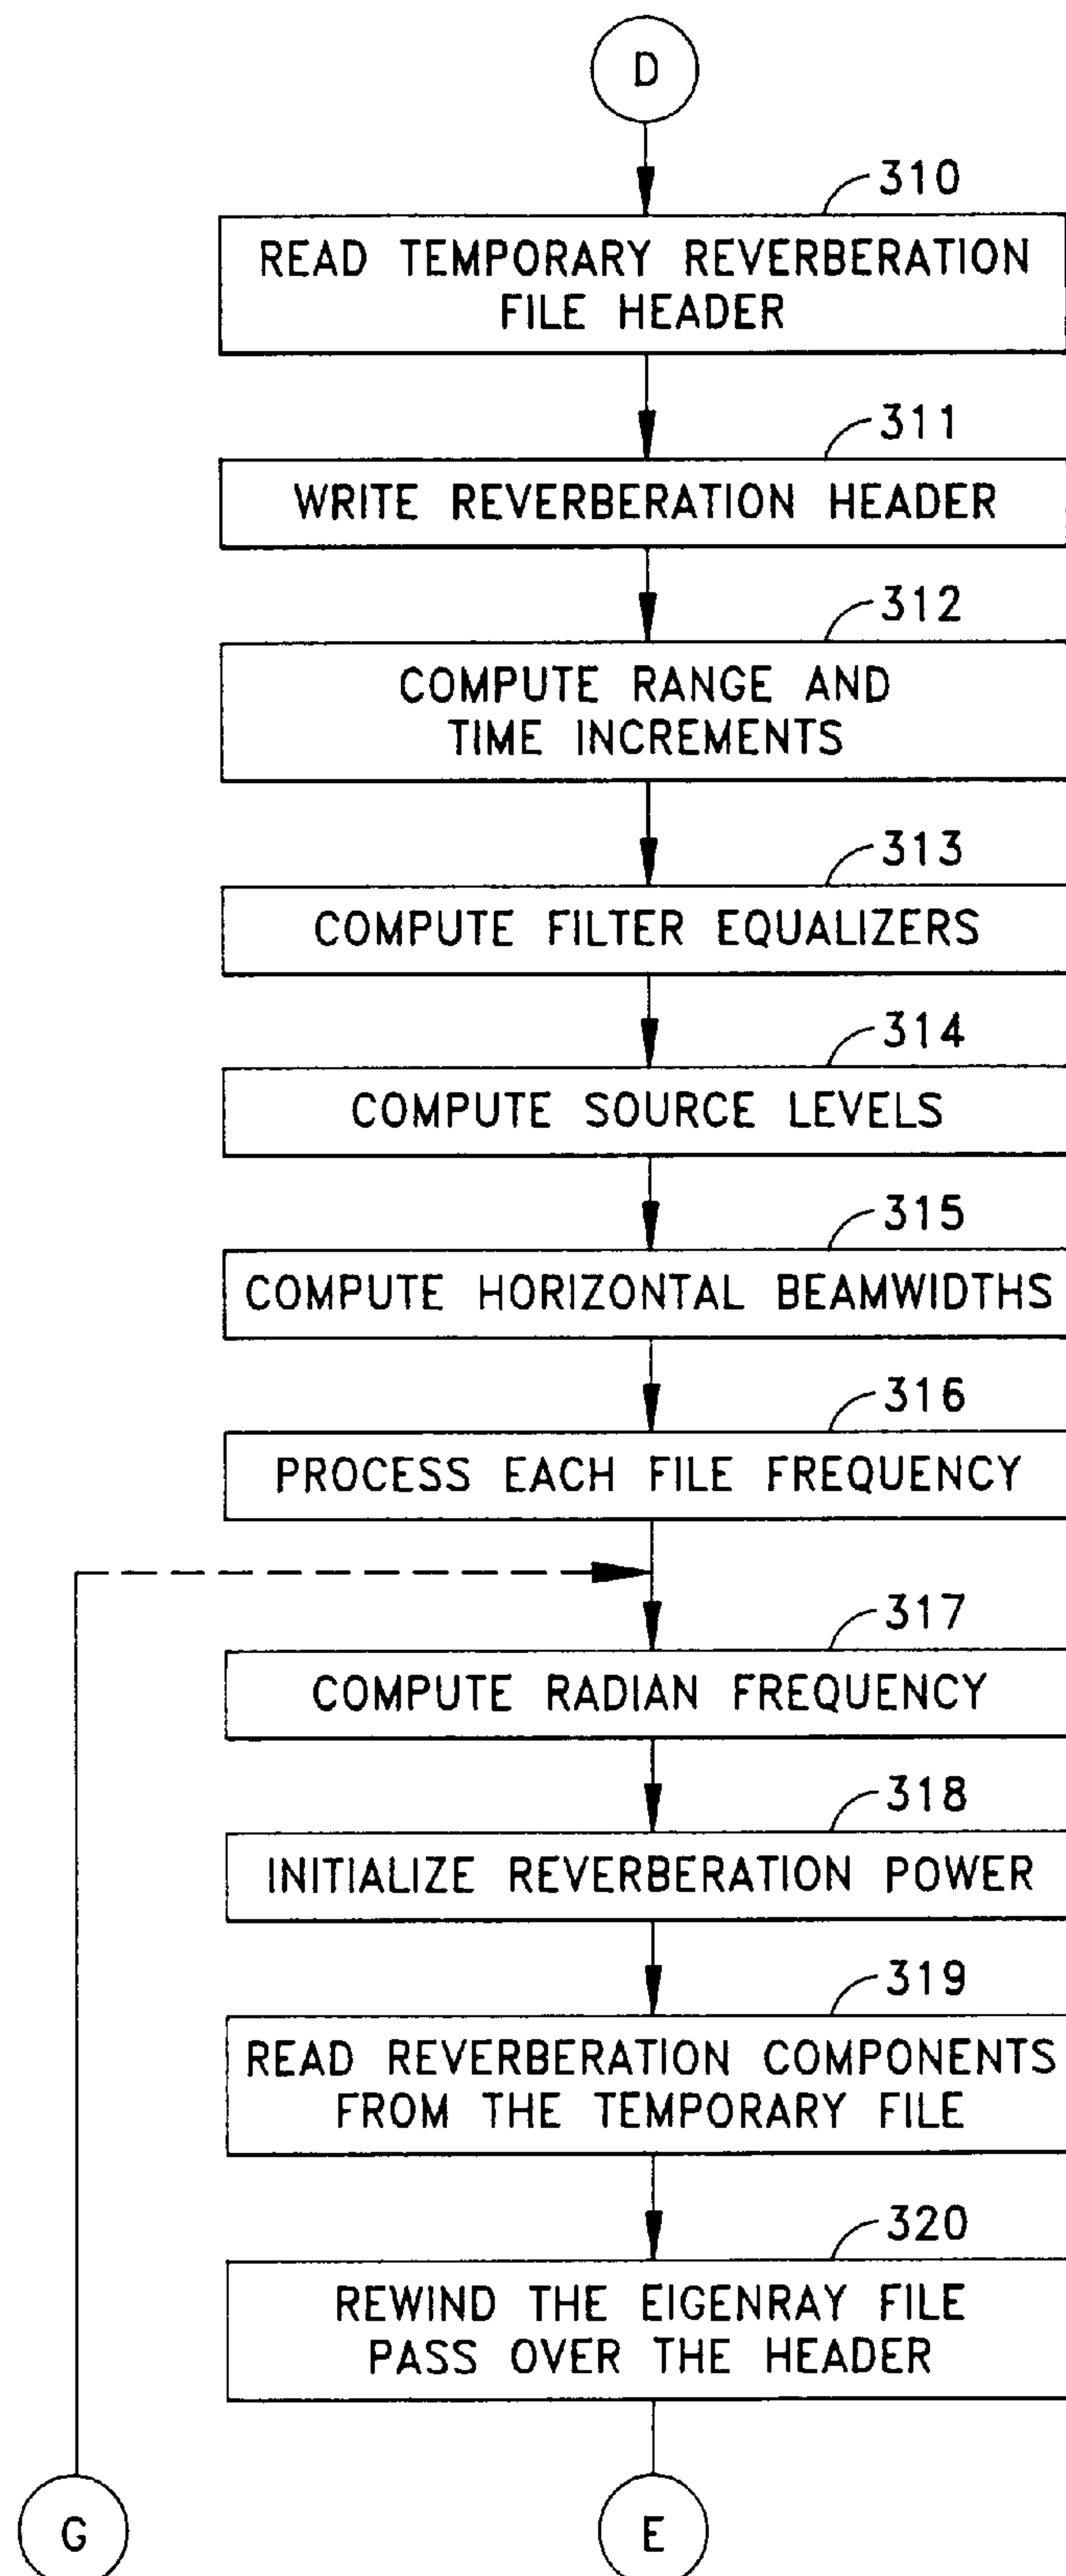 D
310
READ TEMPORARY REVERBERATION
FILE HEADER
311
WRITE REVERBERATION HEADER
312
COMPUTE RANGE AND
TIME INCREMENTS
313
COMPUTE FILTER EQUALIZERS
314
COMPUTE SOURCE LEVELS
315
COMPUTE HORIZONTAL BEAMWIDTHS
316
PROCESS EACH FILE FREQUENCY
317
COMPUTE RADIAN FREQUENCY
318
INITIALIZE REVERBERATION POWER
319
READ REVERBERATION COMPONENTS
FROM THE TEMPORARY FILE
320
REWIND THE EIGENRAY FILE
PASS OVER THE HEADER
G
E